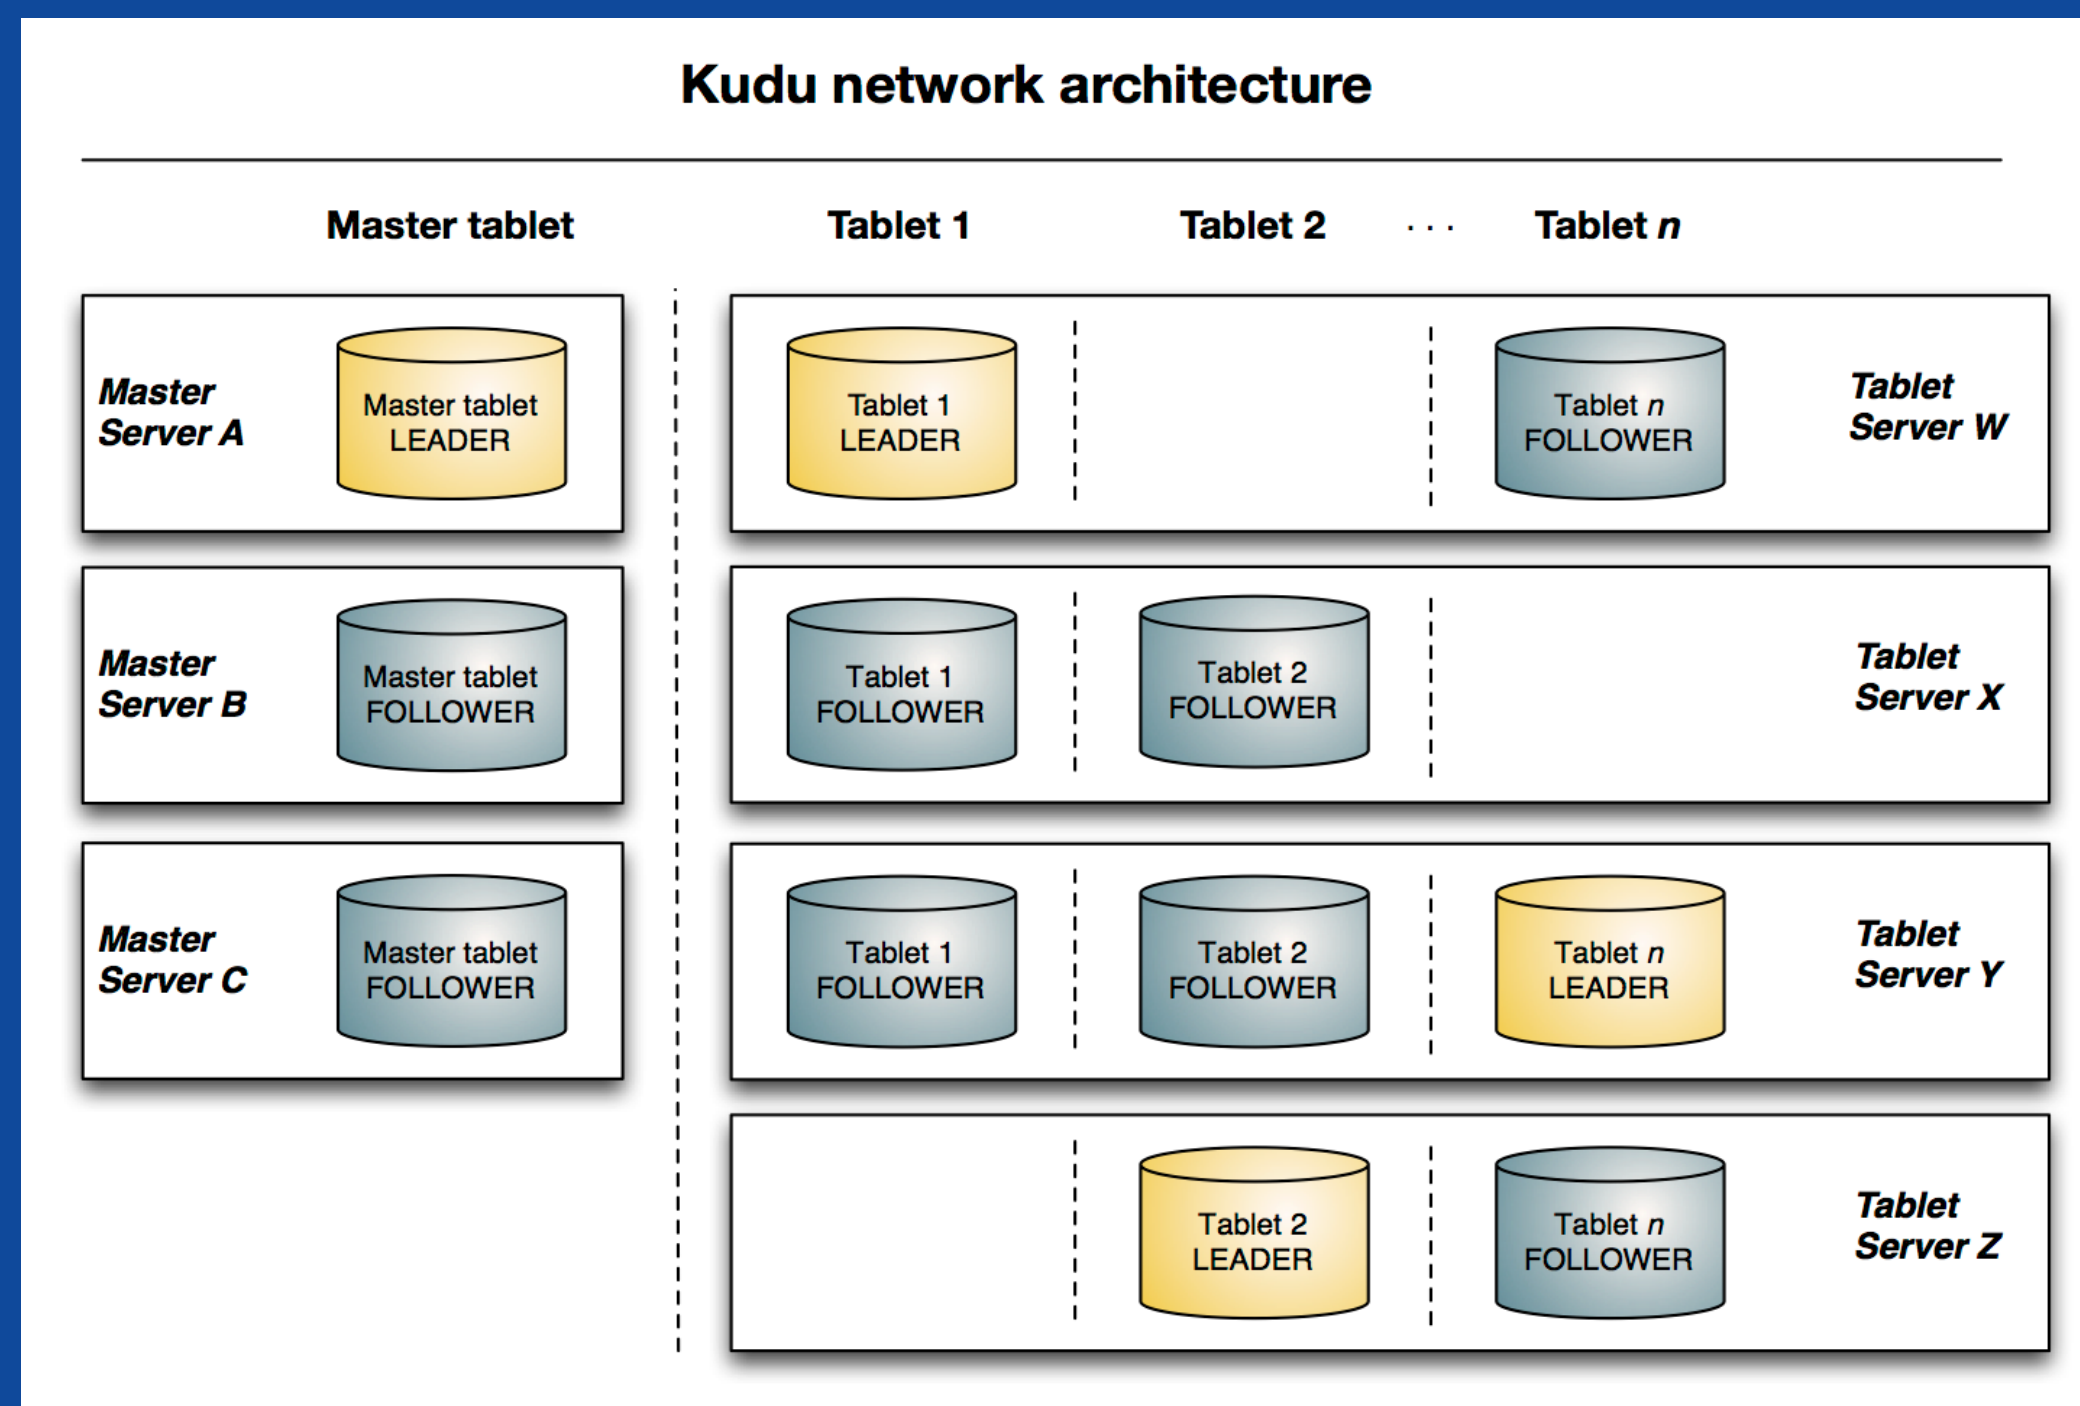 Kudu network architecture
Master tablet
Tablet 1
Tablet 2
. . .
Tablet n
Master
Server A
Master tablet
LEADER
Tablet 1
LEADER
Tablet n
FOLLOWER
Tablet
Server W
Master
Server B
Master tablet
FOLLOWER
Tablet 1
FOLLOWER
Tablet 2
FOLLOWER
Tablet
Server X
Master
Server C
Master tablet
FOLLOWER
Tablet 1
FOLLOWER
Tablet 2
FOLLOWER
Tablet n
LEADER
Tablet
Server Y
Tablet 2
LEADER
Tablet n
FOLLOWER
Tablet
Server Z